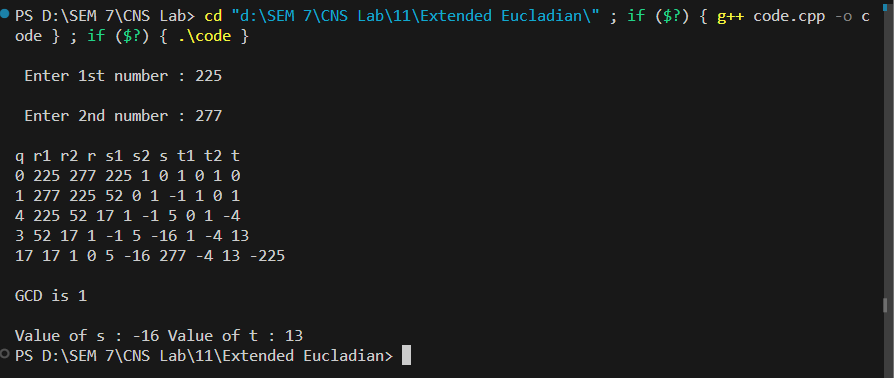 PS D:\SEM 7\CNS Lab> cd "d:\SEM 7\CNS Lab\11\Extended Eucladian\" ; if ($?) { g++ code.cpp -o c
ode } ; if ($?) { .\code }
Enter 1st number : 225
Enter 2nd number : 277
q r1 r2 r s1 s2 s t1 t2 t
0 225 277 225 1 0 1 0 1 0
1 277 225 52 0 1 -1 1 0 1
4 225 52 17 1 -1 5 0 1 -4
3 52 17 1 -1 5 -16 1 -4 13
17 17 1 0 5 -16 277 -4 13 -225
GCD is 1
Value of s : -16 Value of t : 13
PS D:\SEM 7\CNS Lab\11\Extended Eucladian>